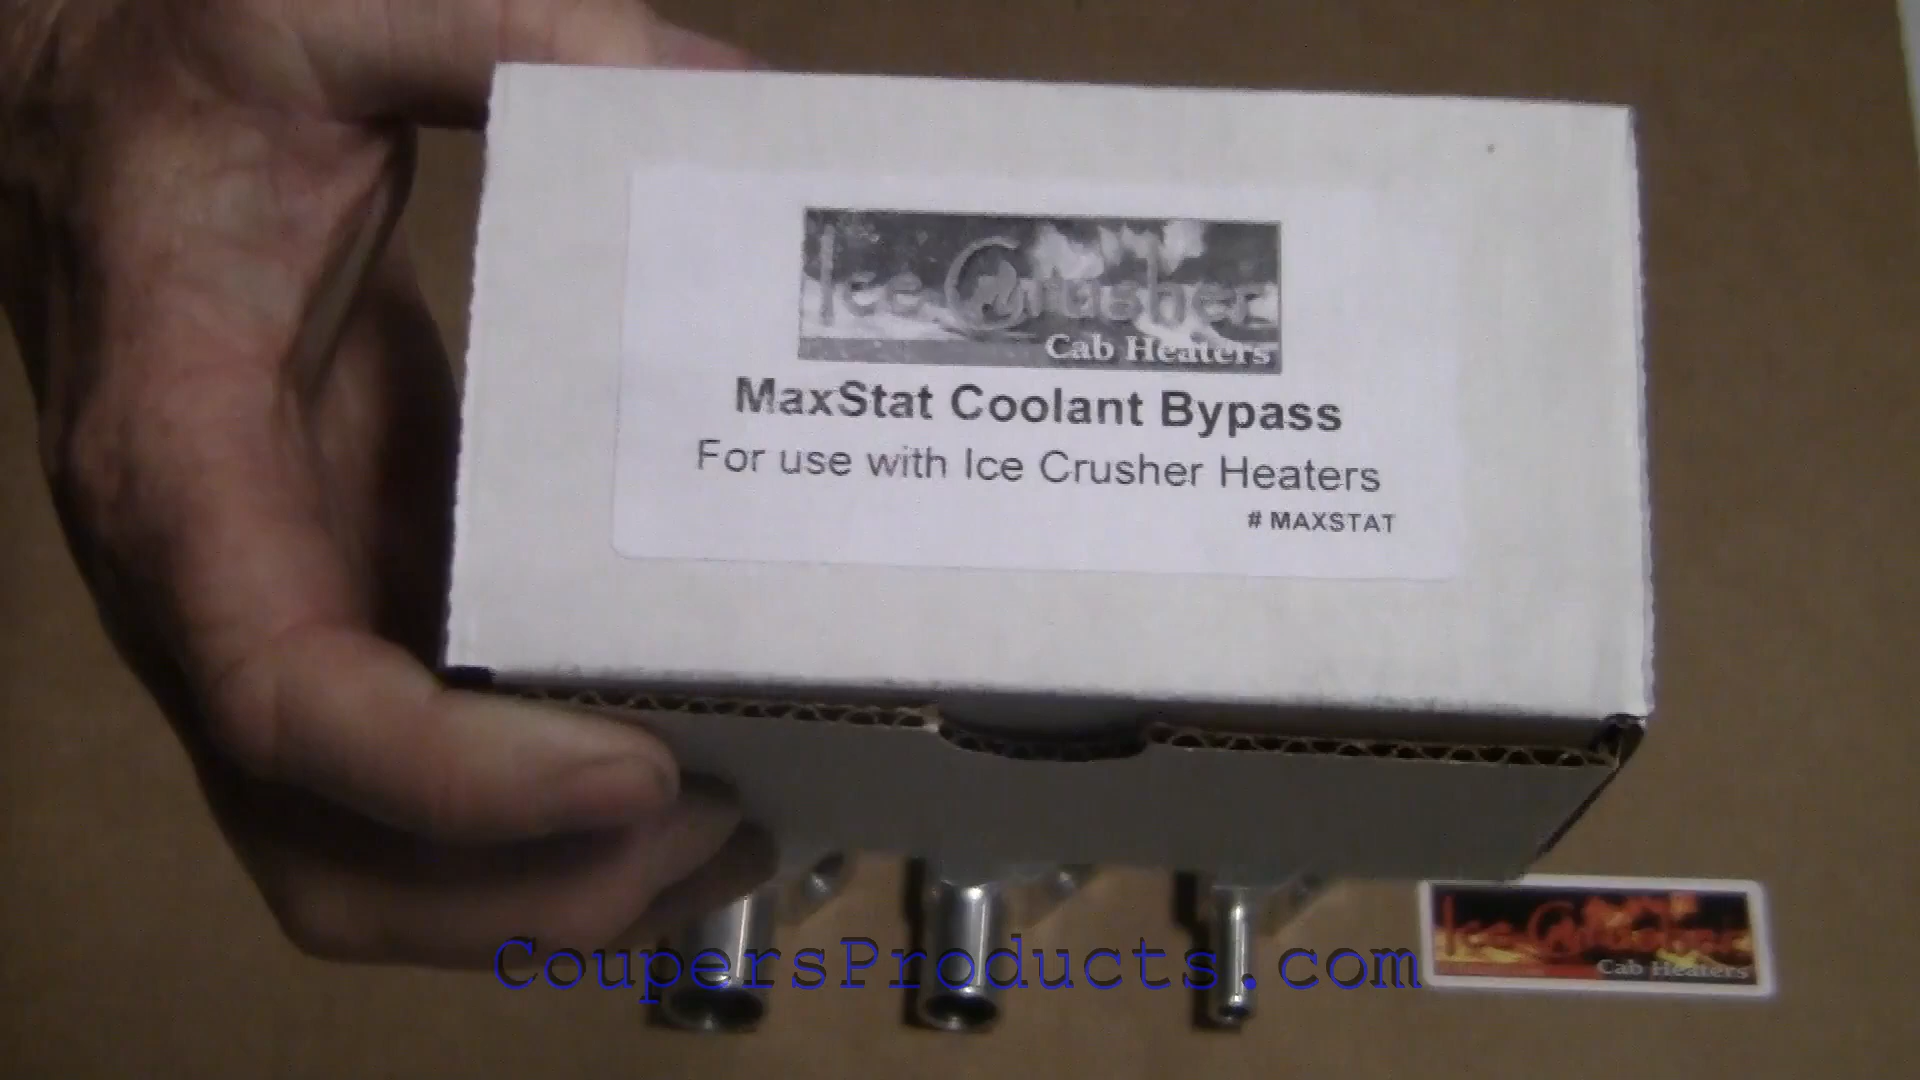 Ice Crusher
Cab Heaters
MaxStat Coolant Bypass
For use with Ice Crusher Heaters
# MAXSTAT
Ice Crusher
Cab Heaters
CoupersProducts.com